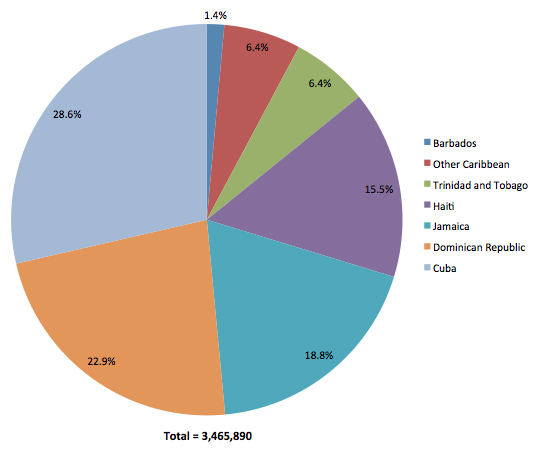 1.4%
6.4%
6.4%
15.5%
18.8%
22.9%
28.6%
Barbados
Other Caribbean
Trinidad and Tobago
Haiti
Jamaica
Dominican Republic
Cuba
Total = 3,465,890